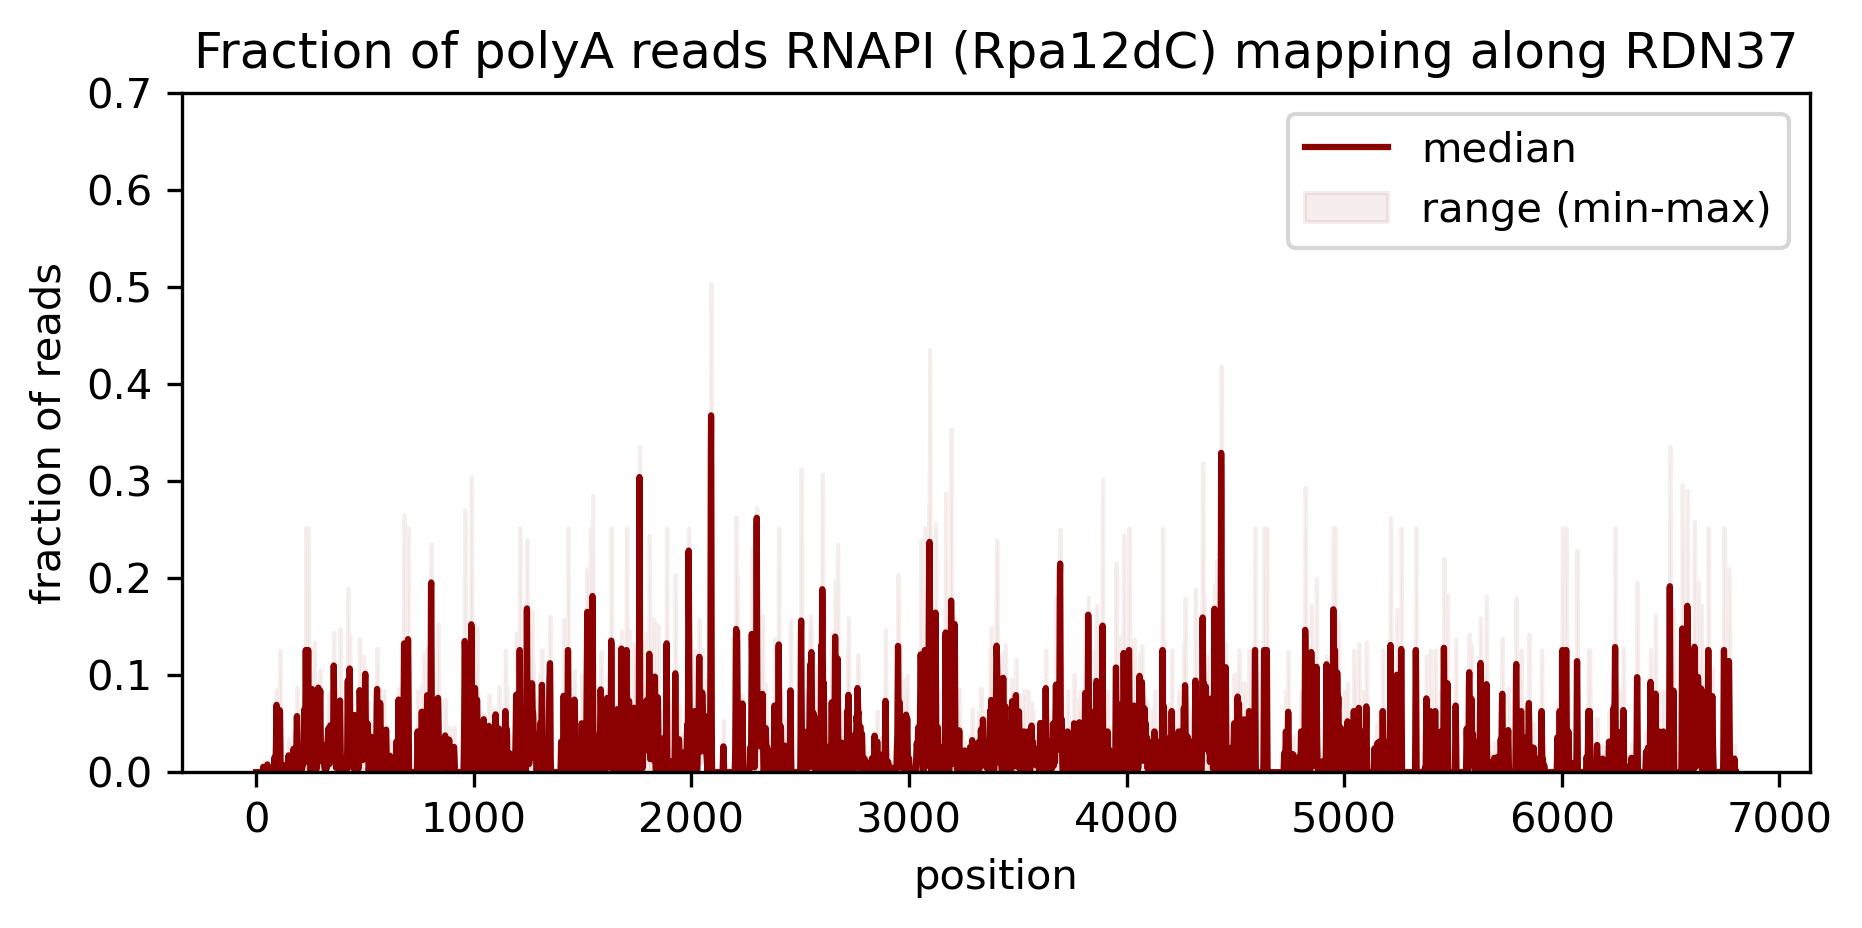 Fraction of polyA reads RNAPI (Rpa12dC) mapping along RDN37
0.7
0.6
0.5
0.4
0.3
0.2
0.1
0.0
fraction of reads
median
range (min-max)
0 1000 2000 3000 4000 5000 6000 7000
position